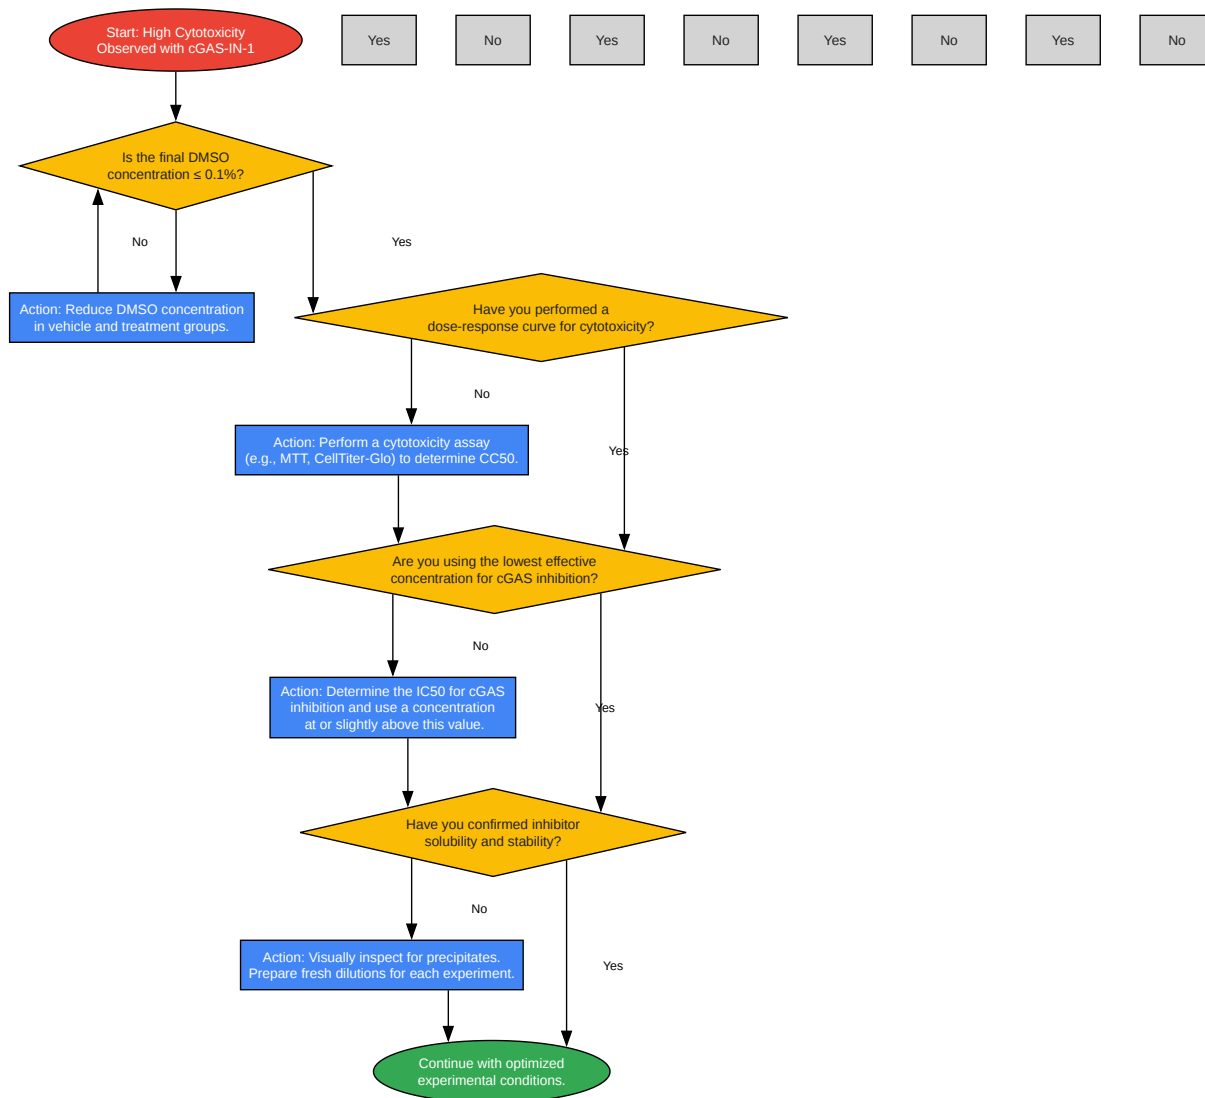 Start: High Cytotoxicity
Observed with cGAS-IN-1
Yes
No
Yes
No
Yes
No
Yes
No
Is the final DMSO
concentration ≤ 0.1%?
No
Yes
Action: Reduce DMSO concentration
in vehicle and treatment groups.
Have you performed a
dose-response curve for cytotoxicity?
No
Action: Perform a cytotoxicity assay
(e.g., MTT, CellTiter-Glo) to determine CC50.
Yes
Are you using the lowest effective
concentration for cGAS inhibition?
No
Action: Determine the IC50 for cGAS
inhibition and use a concentration
at or slightly above this value.
Yes
Have you confirmed inhibitor
solubility and stability?
No
Action: Visually inspect for precipitates.
Prepare fresh dilutions for each experiment.
Yes
Continue with optimized
experimental conditions.